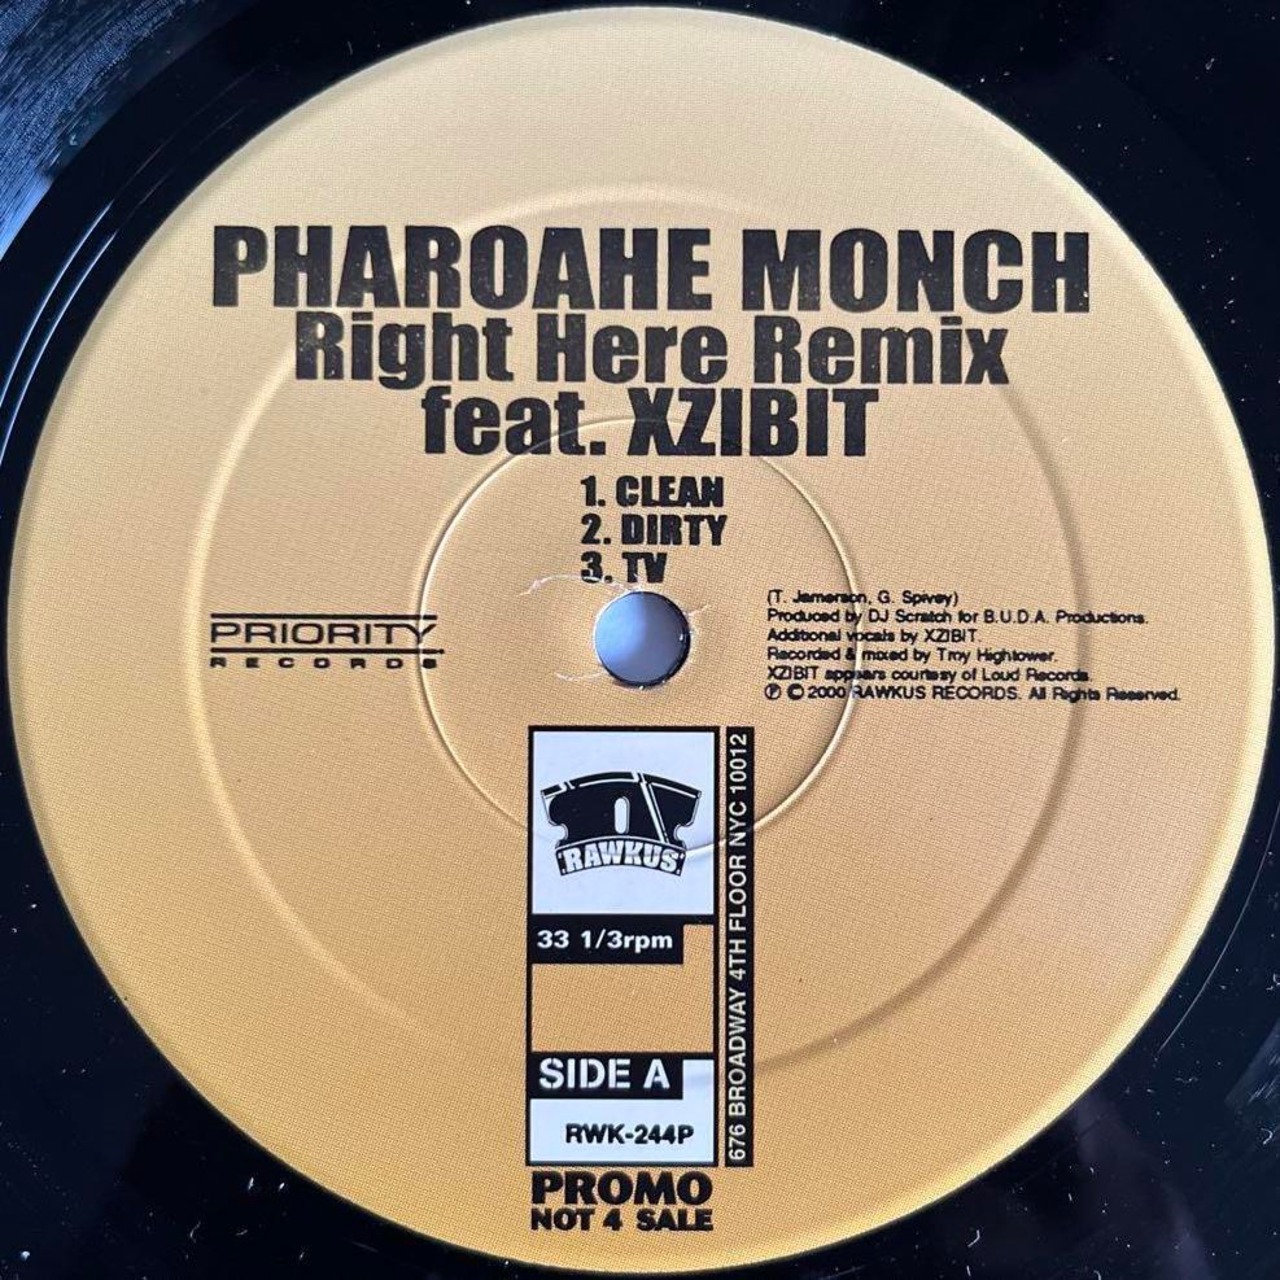 PHAROAHE MONCH
Right Here Remix
feat. XZIBIT
1. CLEAN
2. DIRTY
3. TV
PRIORITY
RECORDS
(T. Jamerson, G. Spivey)
Produced by DJ Scratch for B.U.D.A. Productions.
Additional vocals by XZIBIT.
Recorded & mixed by Troy Hightower.
XZIBIT appears courtesy of Loud Records.
℗ © 2000 RAWKUS RECORDS. All Rights Reserved.
RAWKUS
33 1/3rpm
SIDE A
RWK-244P
676 BROADWAY 4TH FLOOR NYC 10012
PROMO
NOT 4 SALE